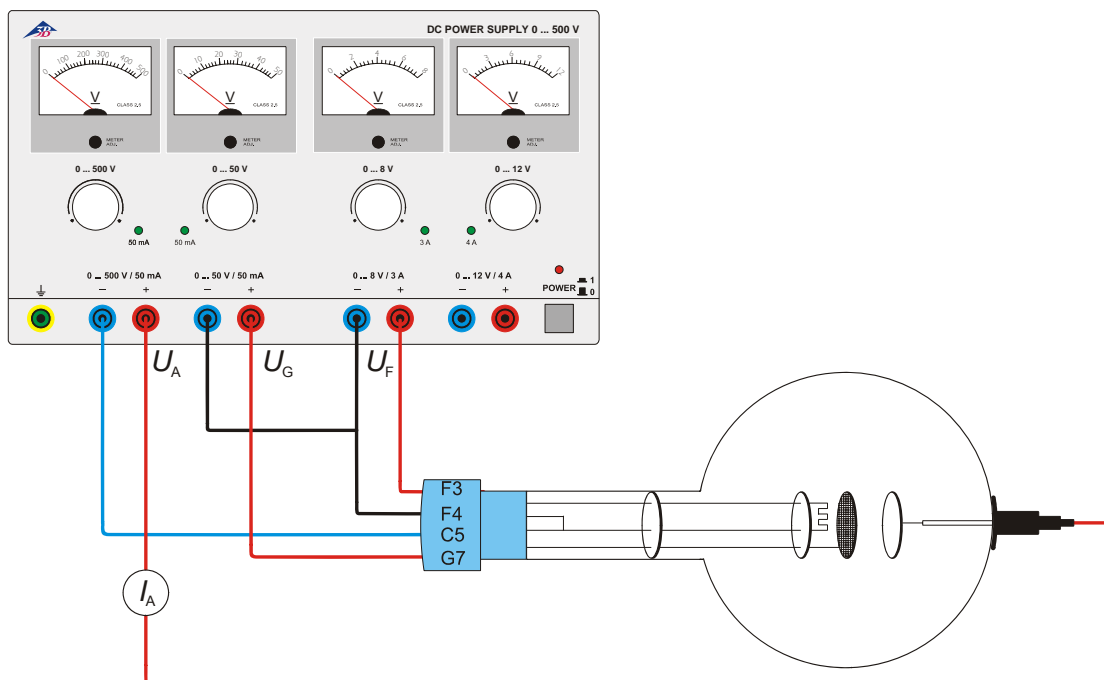 3B
DC POWER SUPPLY 0 ... 500 V
0 100 200 300 400 500
V
CLASS 2,5
METER
ADJ.
0 10 20 30 40 50
V
CLASS 2,5
METER
ADJ.
0 2 4 6 8
V
CLASS 2,5
METER
ADJ.
0 3 6 9 12
V
CLASS 2,5
METER
ADJ.
0 ... 500 V
0 ... 50 V
0 ... 8 V
0 ... 12 V
50 mA
50 mA
3 A
4 A
0 ... 500 V / 50 mA
0 ... 50 V / 50 mA
0 ... 8 V / 3 A
0 ... 12 V / 4 A
POWER
1
0
− +
− +
− +
− +
UA
UG
UF
F3
F4
C5
G7
IA